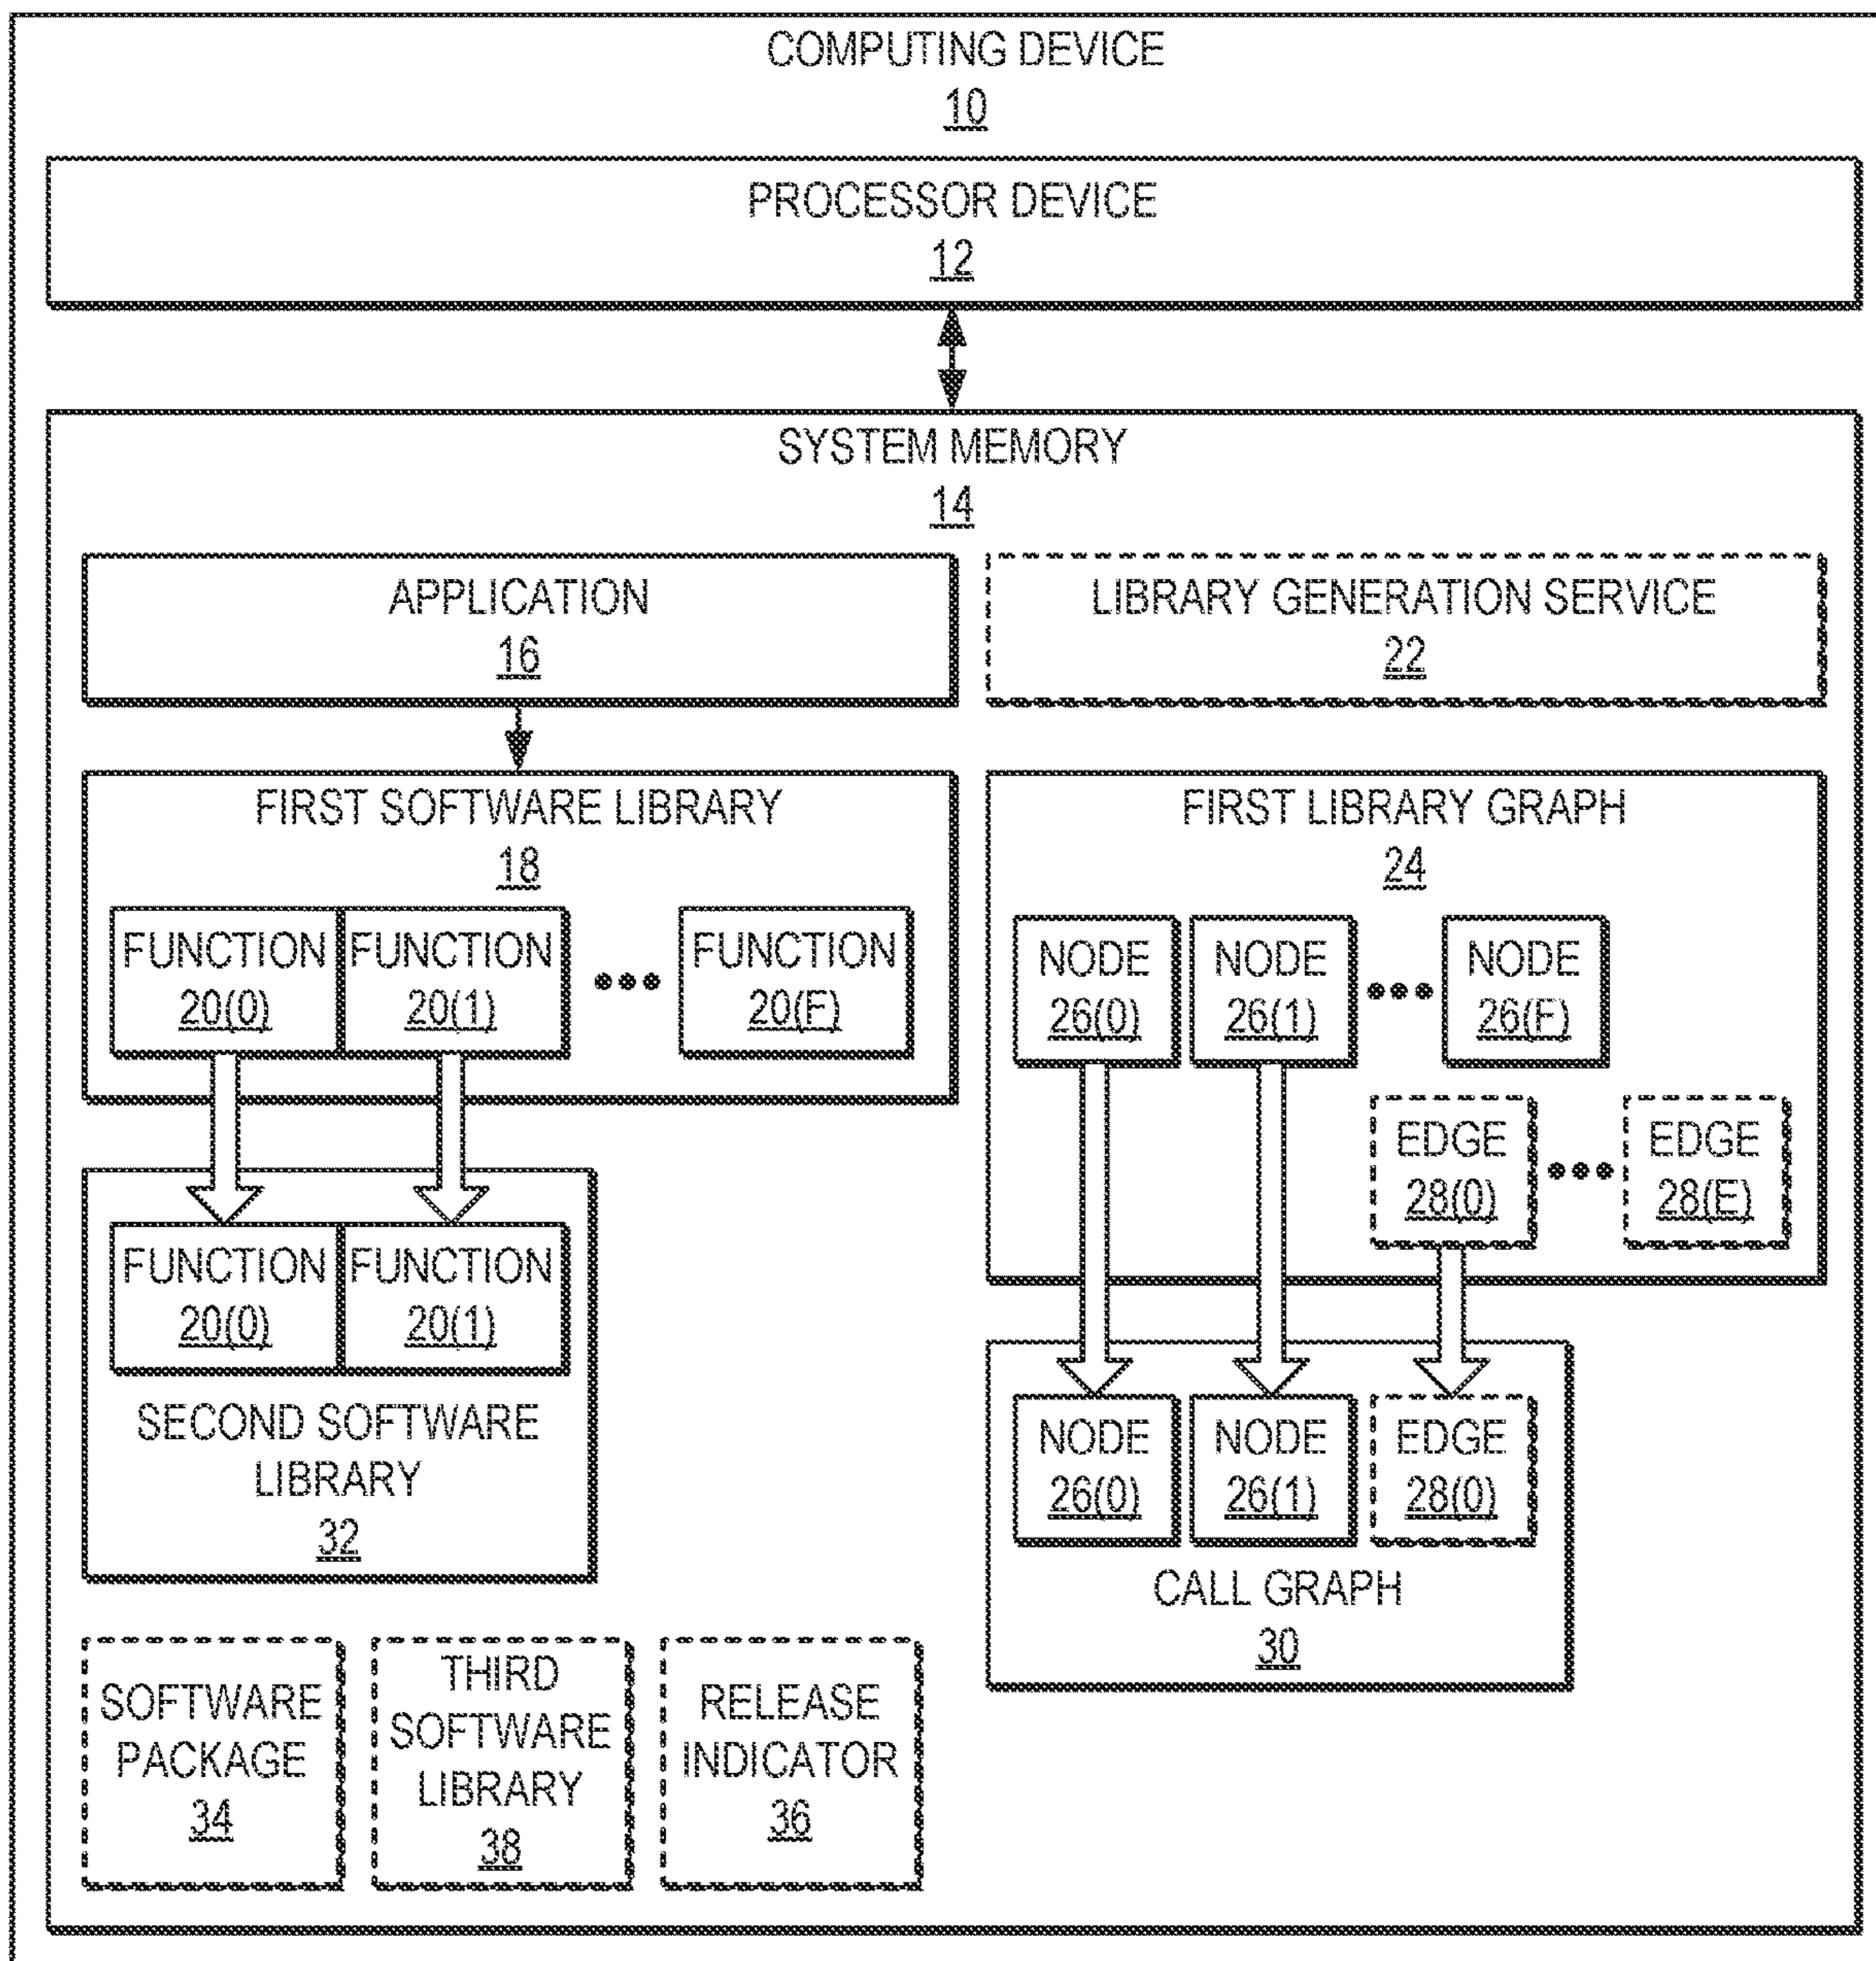 COMPUTING DEVICE
10
PROCESSOR DEVICE
12
SYSTEM MEMORY
14
APPLICATION
16
LIBRARY GENERATION SERVICE
22
FIRST SOFTWARE LIBRARY
18
FUNCTION
20(0)
FUNCTION
20(1)
FUNCTION
20(F)
FIRST LIBRARY GRAPH
24
NODE
26(0)
NODE
26(1)
NODE
26(F)
EDGE
28(0)
EDGE
28(E)
FUNCTION
20(0)
FUNCTION
20(1)
SECOND SOFTWARE
LIBRARY
32
NODE
26(0)
NODE
26(1)
EDGE
28(0)
CALL GRAPH
30
SOFTWARE
PACKAGE
34
THIRD
SOFTWARE
LIBRARY
38
RELEASE
INDICATOR
36